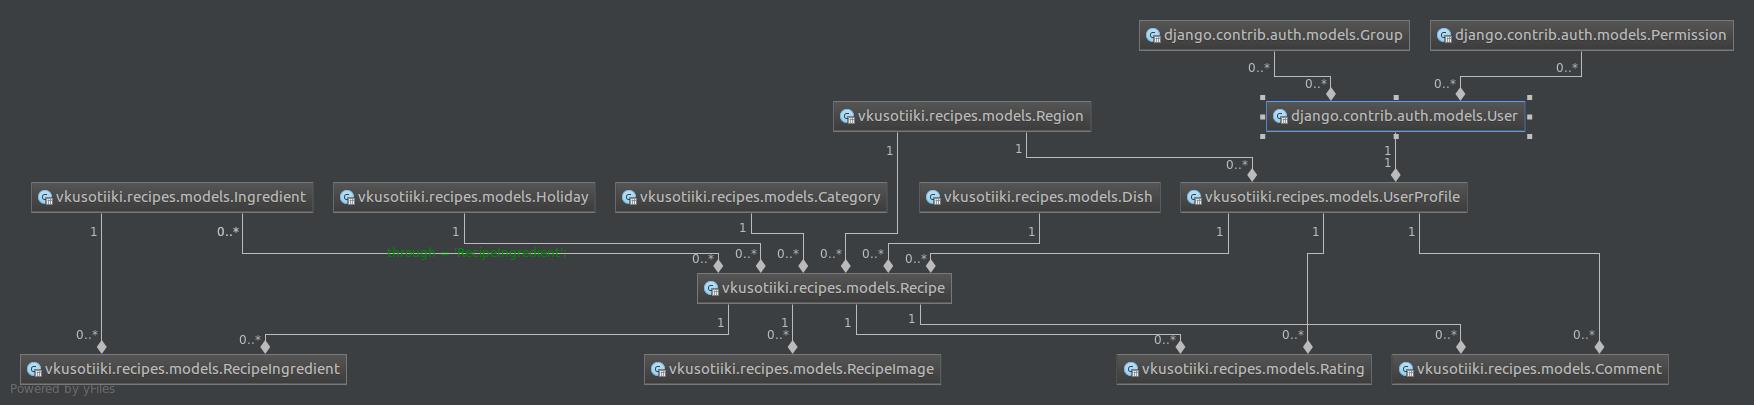 django.contrib.auth.models.Group
django.contrib.auth.models.Permission
0..*
0..*
0..*
0..*
vkusotiiki.recipes.models.Region
django.contrib.auth.models.User
1
1
1
1
0..*
vkusotiiki.recipes.models.Ingredient
vkusotiiki.recipes.models.Holiday
vkusotiiki.recipes.models.Category
vkusotiiki.recipes.models.Dish
vkusotiiki.recipes.models.UserProfile
1
0..*
1
1
1
1
1
1
through = 'RecipeIngredient';
0..*
0..*
0..*
0..*
0..*
0..*
vkusotiiki.recipes.models.Recipe
1
1
1
1
0..*
0..*
0..*
0..*
0..*
0..*
0..*
vkusotiiki.recipes.models.RecipeIngredient
vkusotiiki.recipes.models.RecipeImage
vkusotiiki.recipes.models.Rating
vkusotiiki.recipes.models.Comment
Powered by yFiles